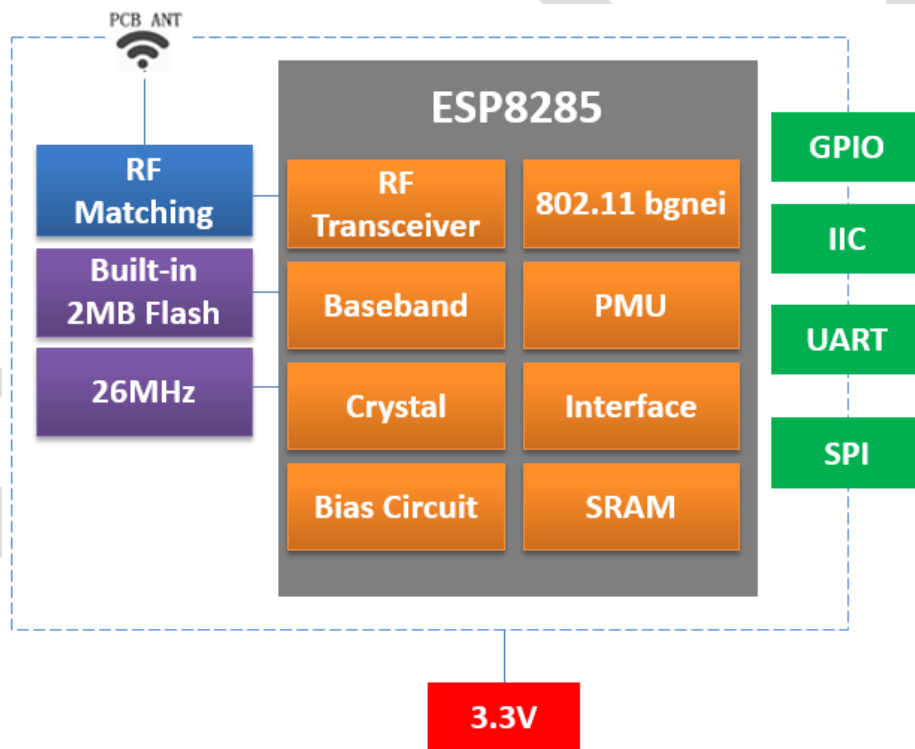 PCB ANT
ESP8285
RF
Matching
Built-in
2MB Flash
26MHz
RF
Transceiver
802.11 bgnei
Baseband
PMU
Crystal
Interface
Bias Circuit
SRAM
GPIO
IIC
UART
SPI
3.3V